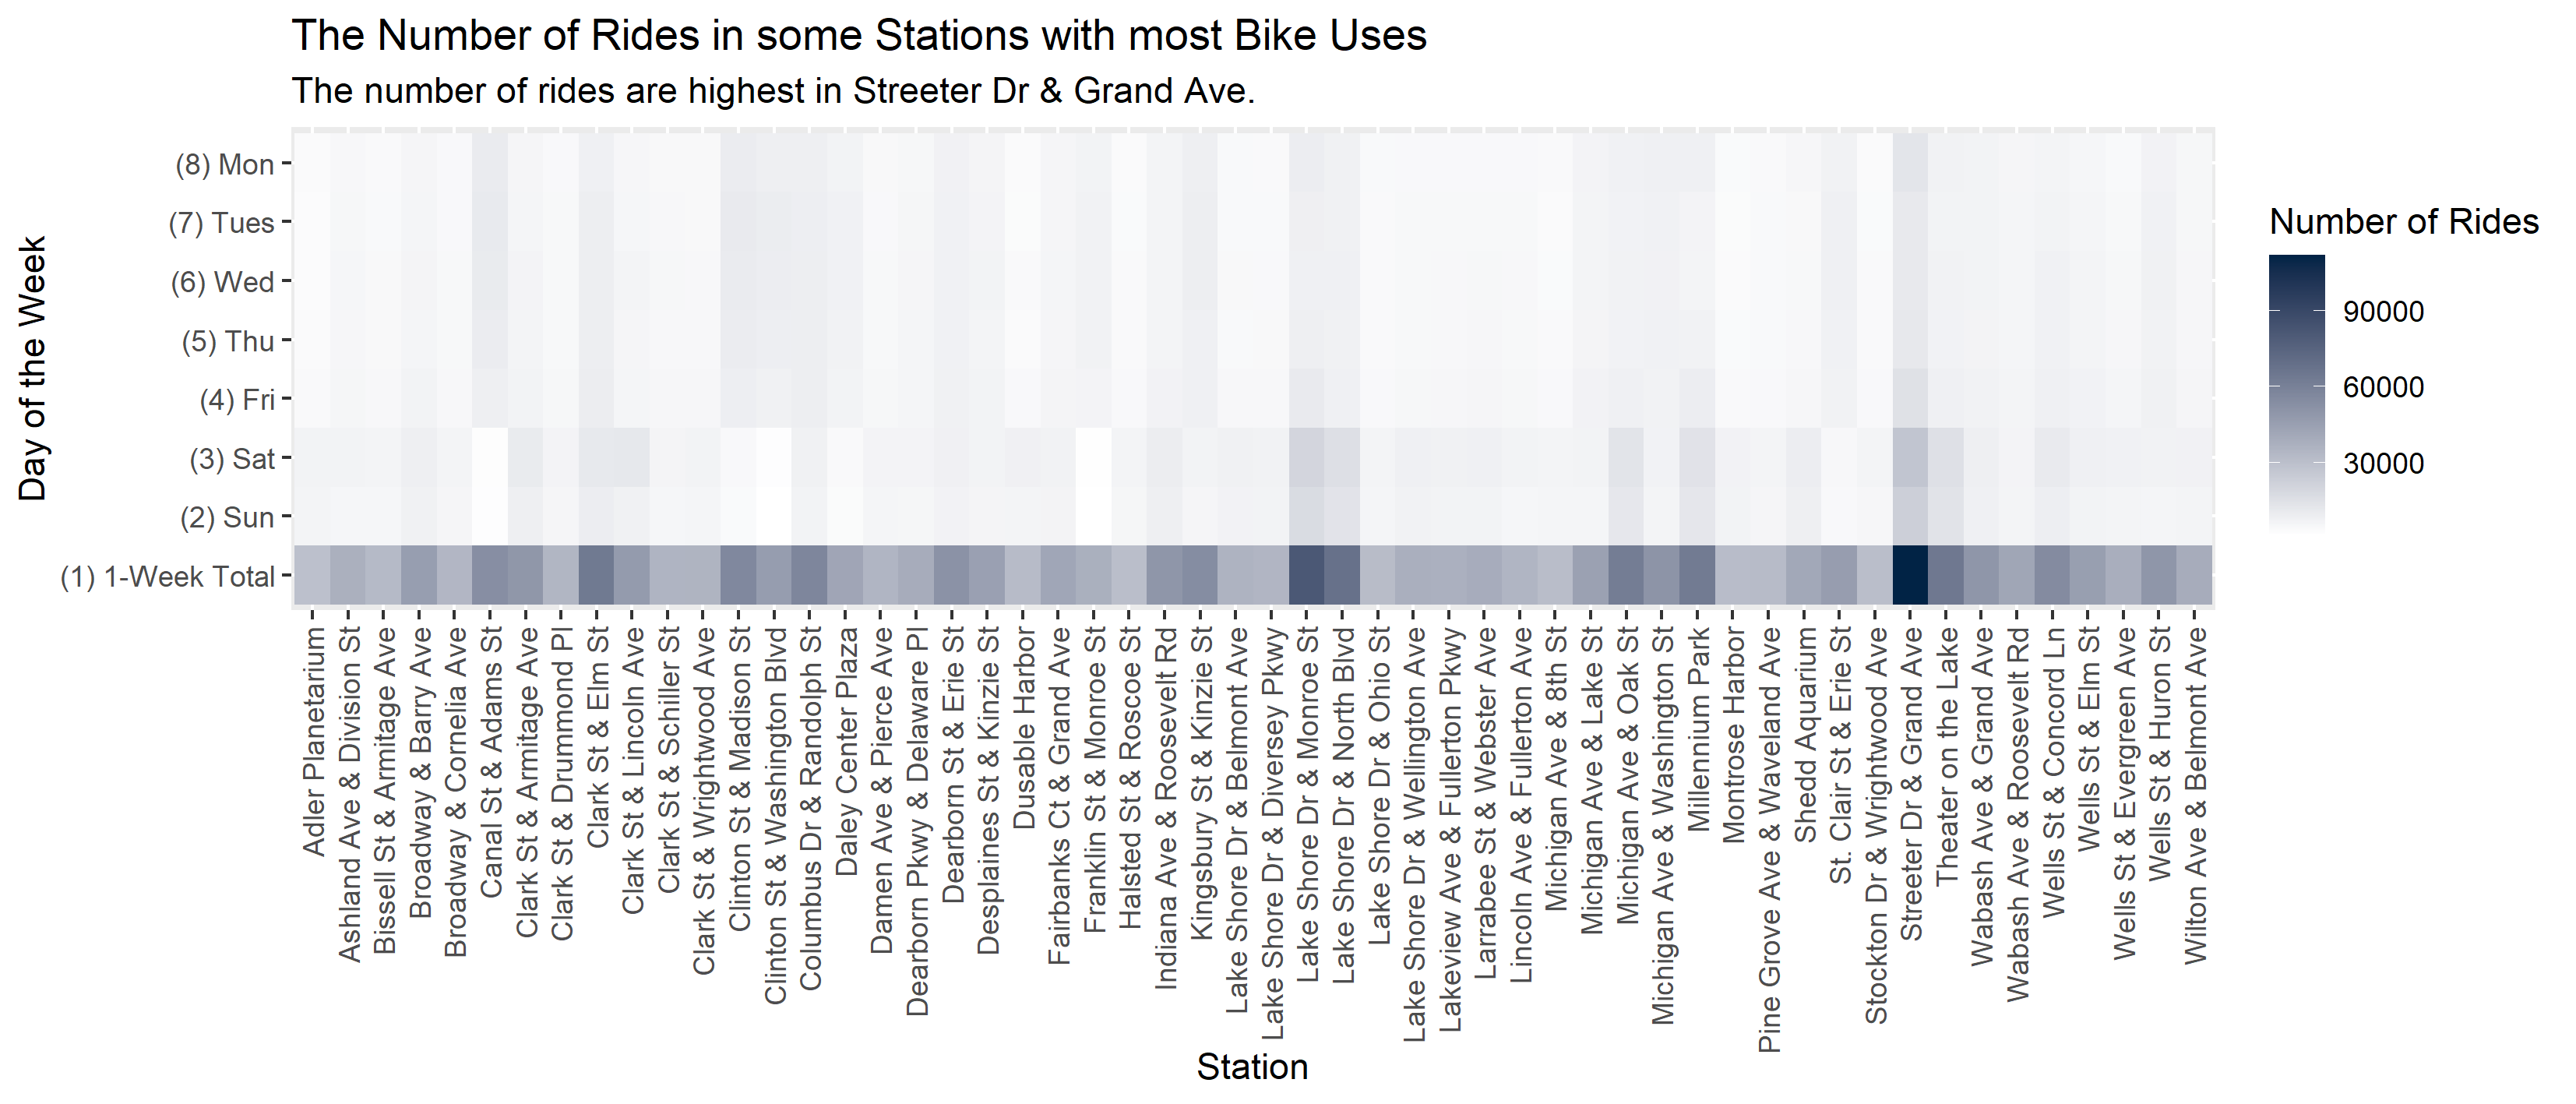 The Number of Rides in some Stations with most Bike Uses
The number of rides are highest in Streeter Dr & Grand Ave.
Day of the Week
(8) Mon
(7) Tues
(6) Wed
(5) Thu
(4) Fri
(3) Sat
(2) Sun
(1) 1-Week Total
Adler Planetarium
Ashland Ave & Division St
Bissell St & Armitage Ave
Broadway & Barry Ave
Broadway & Cornelia Ave
Canal St & Adams St
Clark St & Armitage Ave
Clark St & Drummond Pl
Clark St & Elm St
Clark St & Lincoln Ave
Clark St & Schiller St
Clark St & Wrightwood Ave
Clinton St & Madison St
Clinton St & Washington Blvd
Columbus Dr & Randolph St
Daley Center Plaza
Damen Ave & Pierce Ave
Dearborn Pkwy & Delaware Pl
Dearborn St & Erie St
Desplaines St & Kinzie St
Dusable Harbor
Fairbanks Ct & Grand Ave
Franklin St & Monroe St
Halsted St & Roscoe St
Indiana Ave & Roosevelt Rd
Kingsbury St & Kinzie St
Lake Shore Dr & Belmont Ave
Lake Shore Dr & Diversey Pkwy
Lake Shore Dr & Monroe St
Lake Shore Dr & North Blvd
Lake Shore Dr & Ohio St
Lake Shore Dr & Wellington Ave
Lakeview Ave & Fullerton Pkwy
Larrabee St & Webster Ave
Lincoln Ave & Fullerton Ave
Michigan Ave & 8th St
Michigan Ave & Lake St
Michigan Ave & Oak St
Michigan Ave & Washington St
Millennium Park
Montrose Harbor
Pine Grove Ave & Waveland Ave
Shedd Aquarium
St. Clair St & Erie St
Stockton Dr & Wrightwood Ave
Streeter Dr & Grand Ave
Theater on the Lake
Wabash Ave & Grand Ave
Wabash Ave & Roosevelt Rd
Wells St & Concord Ln
Wells St & Elm St
Wells St & Evergreen Ave
Wells St & Huron St
Wilton Ave & Belmont Ave
Station
Number of Rides
90000
60000
30000